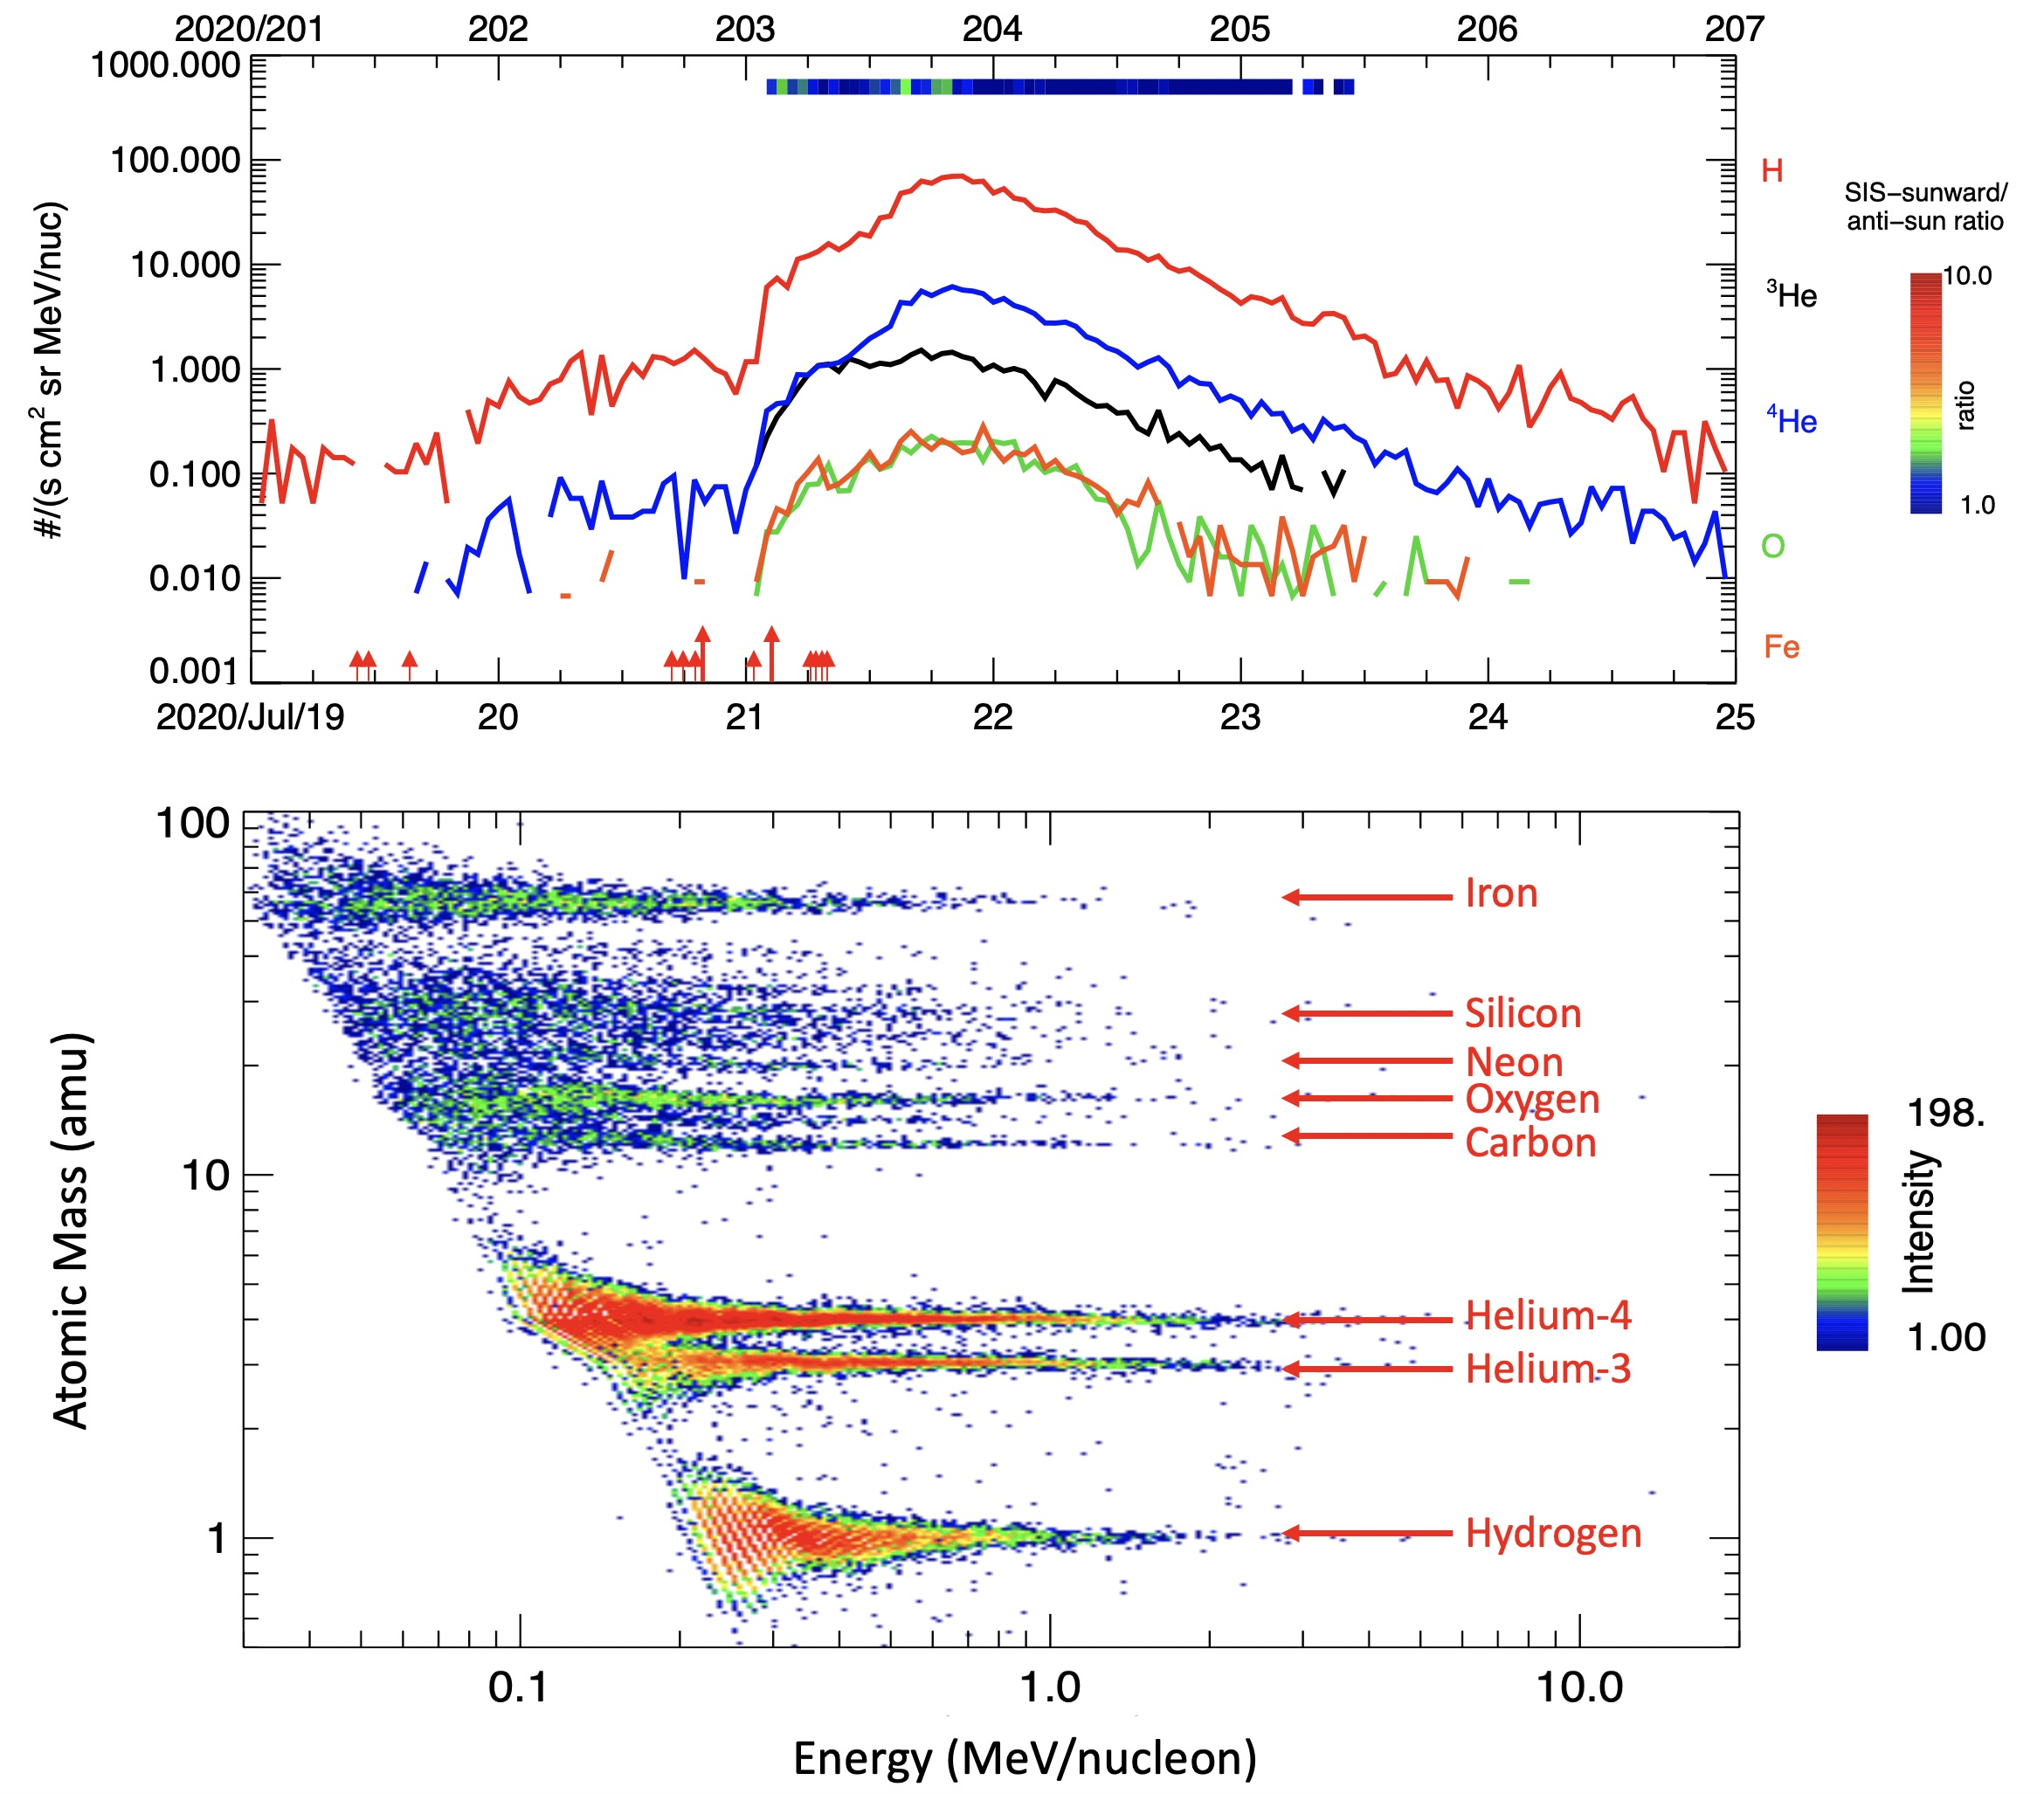 2020/201 202 203 204 205 206 207
1000.000
100.000
10.000
1.000
0.100
0.010
0.001
#/(s cm² sr MeV/nuc)
2020/Jul/19 20 21 22 23 24 25
H
³He
⁴He
O
Fe
SIS-sunward/
anti-sun ratio
10.0
ratio
1.0
100
10
1
Atomic Mass (amu)
Iron
Silicon
Neon
Oxygen
Carbon
Helium-4
Helium-3
Hydrogen
198.
Intensity
1.00
0.1 1.0 10.0
Energy (MeV/nucleon)